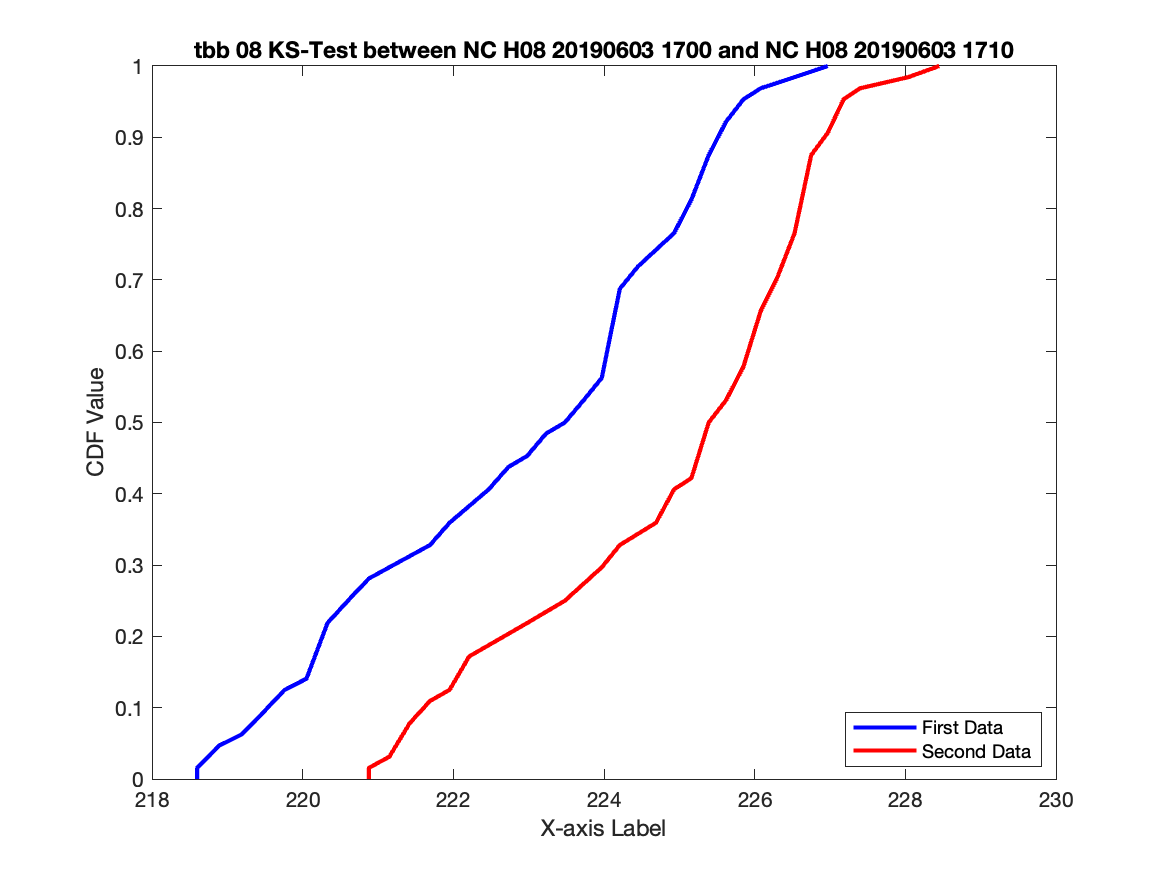 tbb 08 KS-Test between NC H08 20190603 1700 and NC H08 20190603 1710
1
0.9
0.8
0.7
0.6
0.5
0.4
0.3
0.2
0.1
0
CDF Value
218 220 222 224 226 228 230
X-axis Label
First Data
Second Data